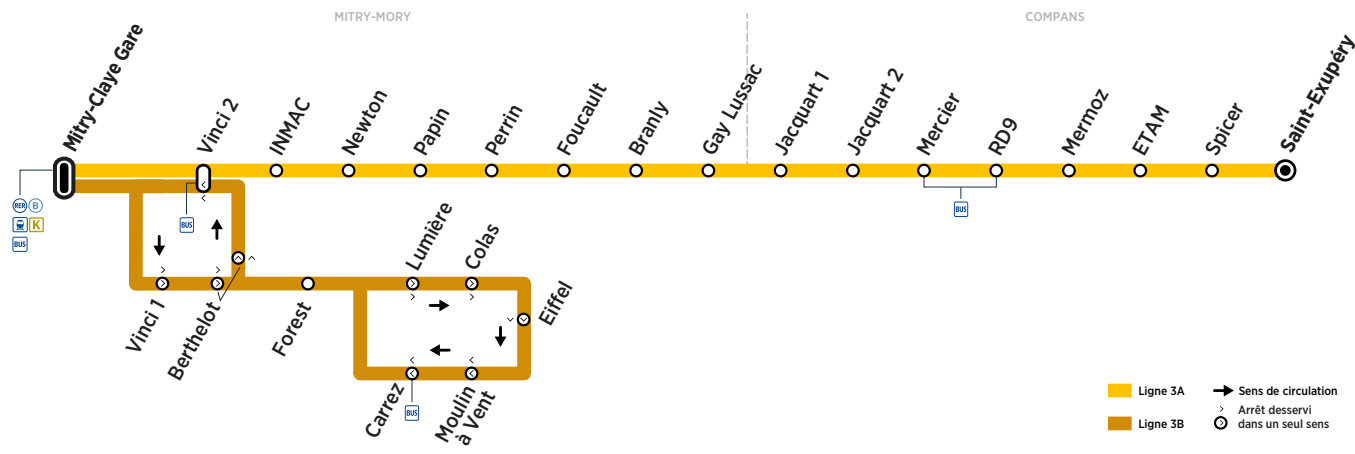 MITRY-MORY
COMPANS
Mitry-Claye Gare
Vinci 2
INMAC
Newton
Papin
Perrin
Foucault
Branly
Gay Lussac
Jacquart 1
Jacquart 2
Mercier
RD9
Mermoz
ETAM
Spicer
Saint-Exupéry
RER B
K
BUS
BUS
BUS
Vinci 1
Berthelot
Forest
Lumière
Colas
Eiffel
Carrez
Moulin
à Vent
BUS
Ligne 3A
Sens de circulation
Ligne 3B
Arrêt desservi
dans un seul sens